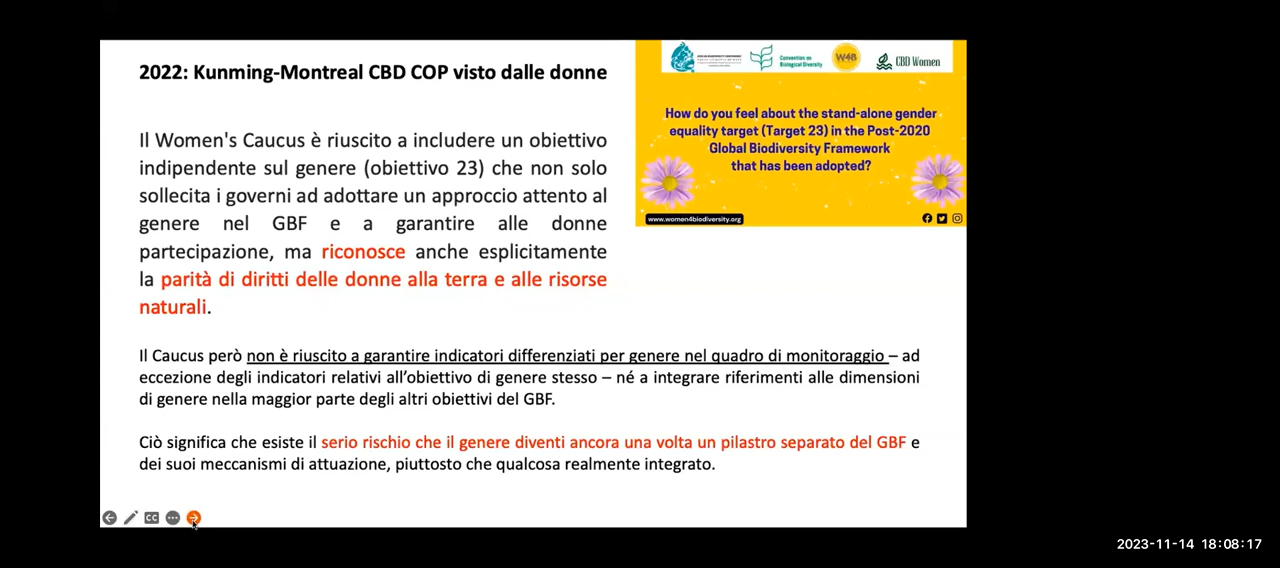 2022: Kunming-Montreal CBD COP visto dalle donne
Il Women's Caucus è riuscito a includere un obiettivo
indipendente sul genere (obiettivo 23) che non solo
sollecita i governi ad adottare un approccio attento al
genere nel GBF e a garantire alle donne
partecipazione, ma riconosce anche esplicitamente
la parità di diritti delle donne alla terra e alle risorse
naturali.
Convention on
Biological Diversity
W4B
CBD Women
How do you feel about the stand-alone gender
equality target (Target 23) in the Post-2020
Global Biodiversity Framework
that has been adopted?
www.women4biodiversity.org
Il Caucus però non è riuscito a garantire indicatori differenziati per genere nel quadro di monitoraggio – ad
eccezione degli indicatori relativi all’obiettivo di genere stesso – né a integrare riferimenti alle dimensioni
di genere nella maggior parte degli altri obiettivi del GBF.
Ciò significa che esiste il serio rischio che il genere diventi ancora una volta un pilastro separato del GBF e
dei suoi meccanismi di attuazione, piuttosto che qualcosa realmente integrato.
CC
2023-11-14 18:08:17